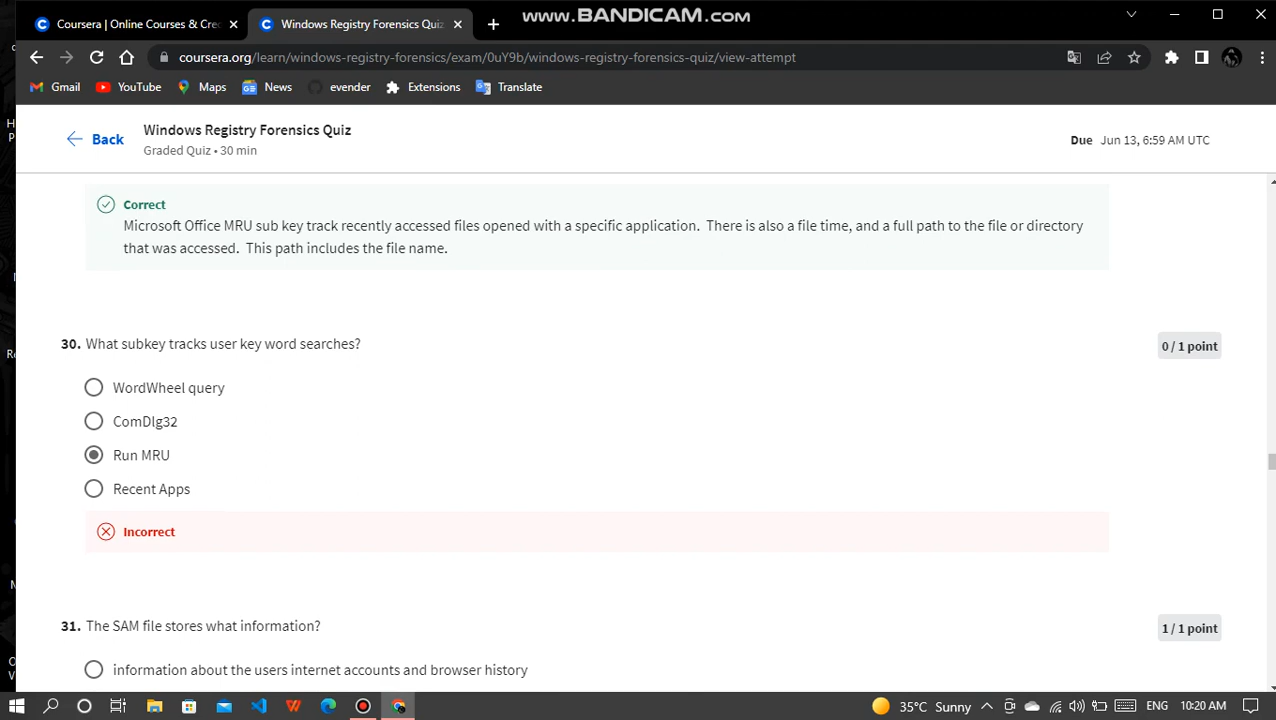 www.BANDICAM.com
Coursera | Online Courses & Cre
Windows Registry Forensics Quiz
coursera.org/learn/windows-registry-forensics/exam/0uY9b/windows-registry-forensics-quiz/view-attempt
Gmail YouTube Maps News evender Extensions Translate
Back
Windows Registry Forensics Quiz
Graded Quiz • 30 min
Due Jun 13, 6:59 AM UTC
Correct
Microsoft Office MRU sub key track recently accessed files opened with a specific application. There is also a file time, and a full path to the file or directory
that was accessed. This path includes the file name.
30. What subkey tracks user key word searches?
0 / 1 point
WordWheel query
ComDlg32
Run MRU
Recent Apps
Incorrect
31. The SAM file stores what information?
1 / 1 point
information about the users internet accounts and browser history
35°C Sunny ENG 10:20 AM